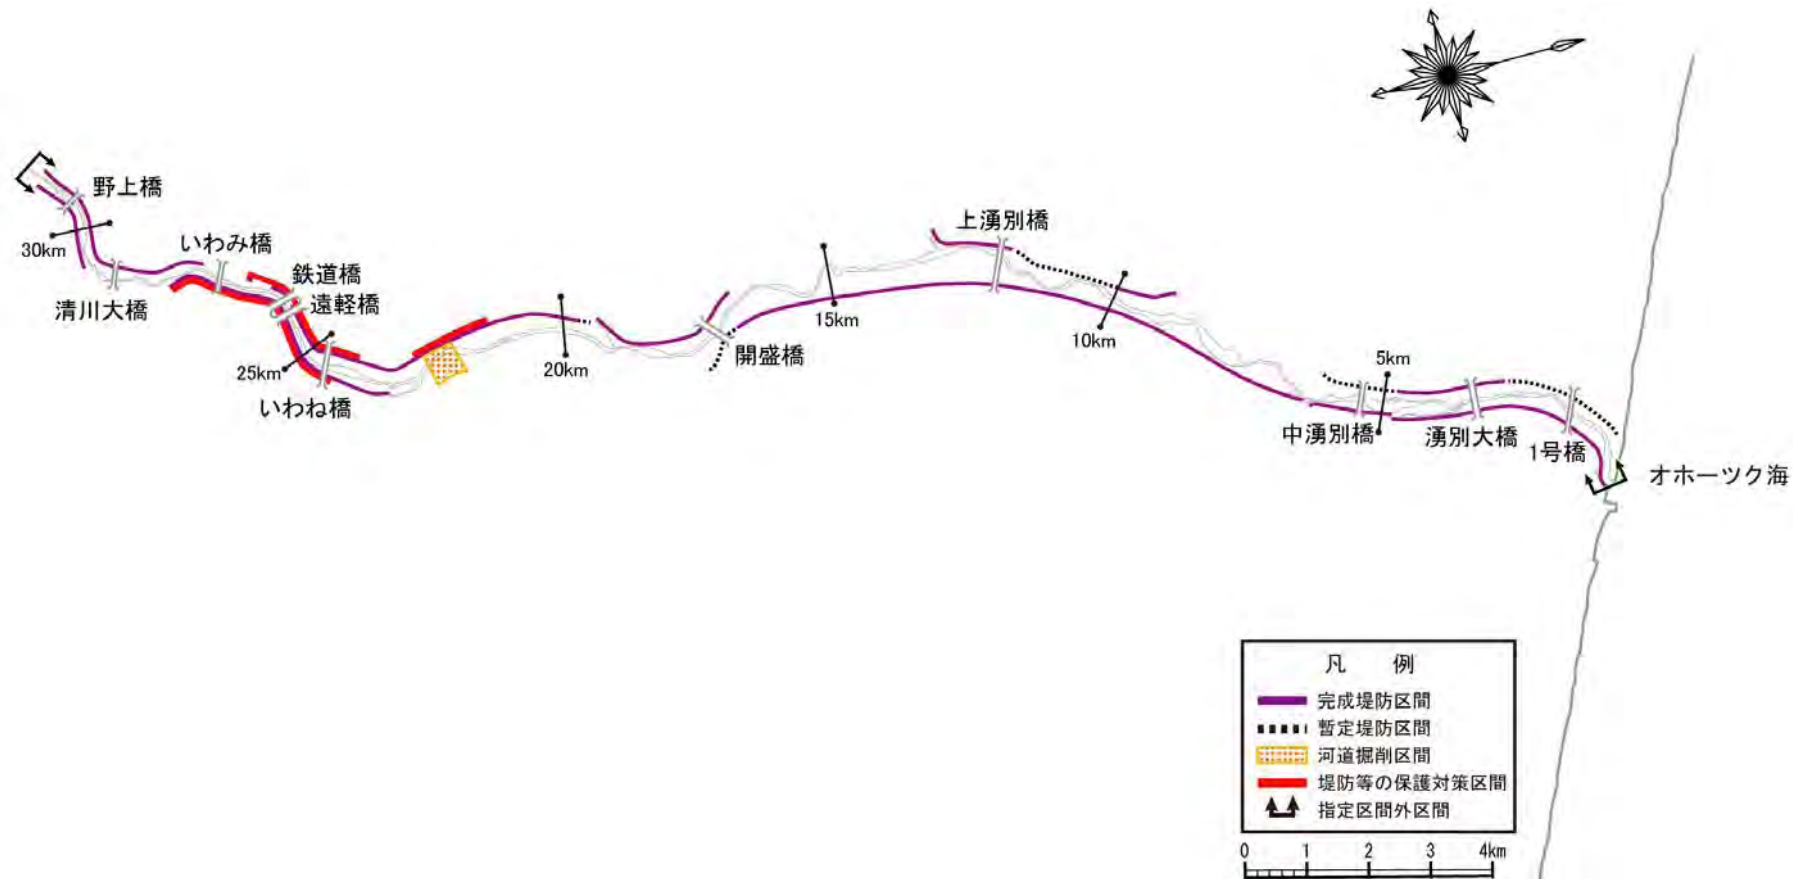 野上橋
30km
いわみ橋
鉄道橋
遠軽橋
清川大橋
25km
いわね橋
20km
開盛橋
15km
上湧別橋
10km
5km
中湧別橋
湧別大橋
1号橋
オホーツク海
凡 例
完成堤防区間
暫定堤防区間
河道掘削区間
堤防等の保護対策区間
指定区間外区間
0 1 2 3 4km